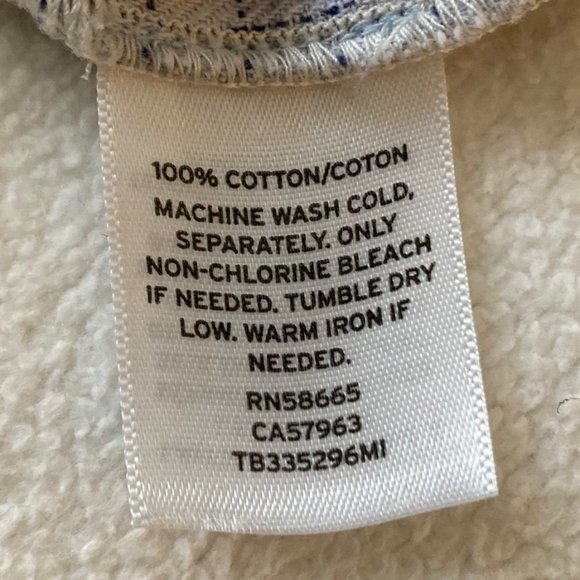 100% COTTON/COTON
MACHINE WASH COLD,
SEPARATELY. ONLY
NON-CHLORINE BLEACH
IF NEEDED. TUMBLE DRY
LOW. WARM IRON IF
NEEDED.
RN58665
CA57963
TB335296MI